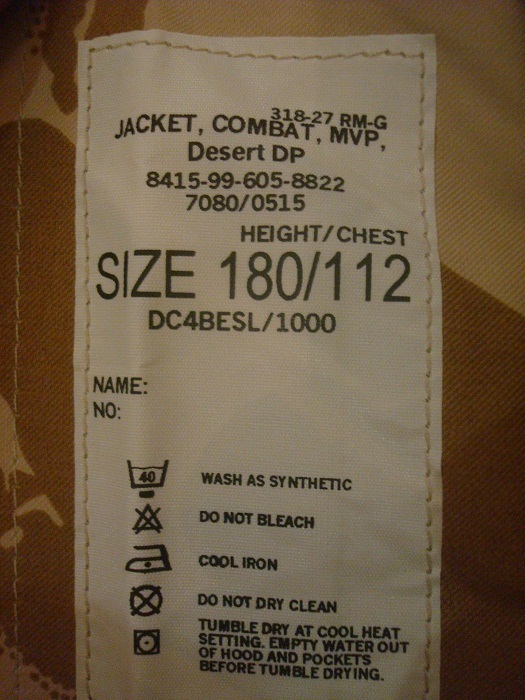 318-27 RM-G
JACKET, COMBAT, MVP,
Desert DP
8415-99-605-8822
7080/0515
HEIGHT/CHEST
SIZE 180/112
DC4BESL/1000
NAME:
NO:
40 WASH AS SYNTHETIC
DO NOT BLEACH
COOL IRON
DO NOT DRY CLEAN
TUMBLE DRY AT COOL HEAT
SETTING. EMPTY WATER OUT
OF HOOD AND POCKETS
BEFORE TUMBLE DRYING.